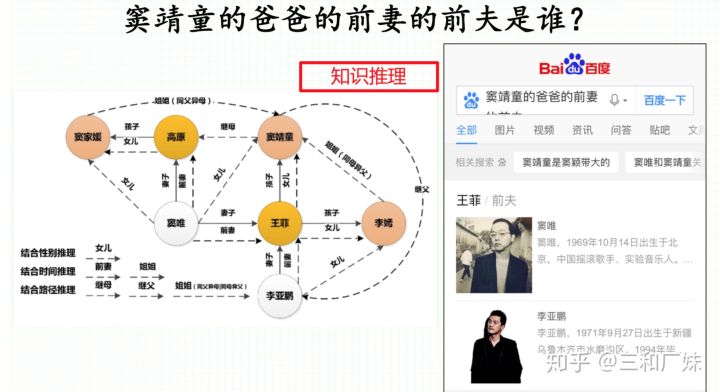 窦靖童的爸爸的前妻的前夫是谁？
知识推理
姐姐（同父异母）
窦家媛
孩子
女儿
高原
继母
窦靖童
姐姐（同母异父）
继父
女儿
妻子
前妻
女儿
孩子
女儿
窦唯
妻子
前妻
王菲
孩子
女儿
李嫣
妻子
前妻
女儿
李亚鹏
结合性别推理
女儿
结合时间推理
前妻
姐姐
结合路径推理
继母
继父
姐姐（同父异母|同母异父）
Bai du 百度
窦靖童的爸爸的前妻
百度一下
全部 图片 视频 资讯 问答 贴吧
相关搜索
窦靖童是窦颖带大的
窦唯和窦靖童关
王菲 / 前夫
窦唯
窦唯，1969年10月14日出生于北
京，中国摇滚歌手、实验音乐人。...
李亚鹏
李亚鹏，1971年9月27日出生于新疆
乌鲁木齐市水磨沟区，1994年毕
知乎 @三和厂妹